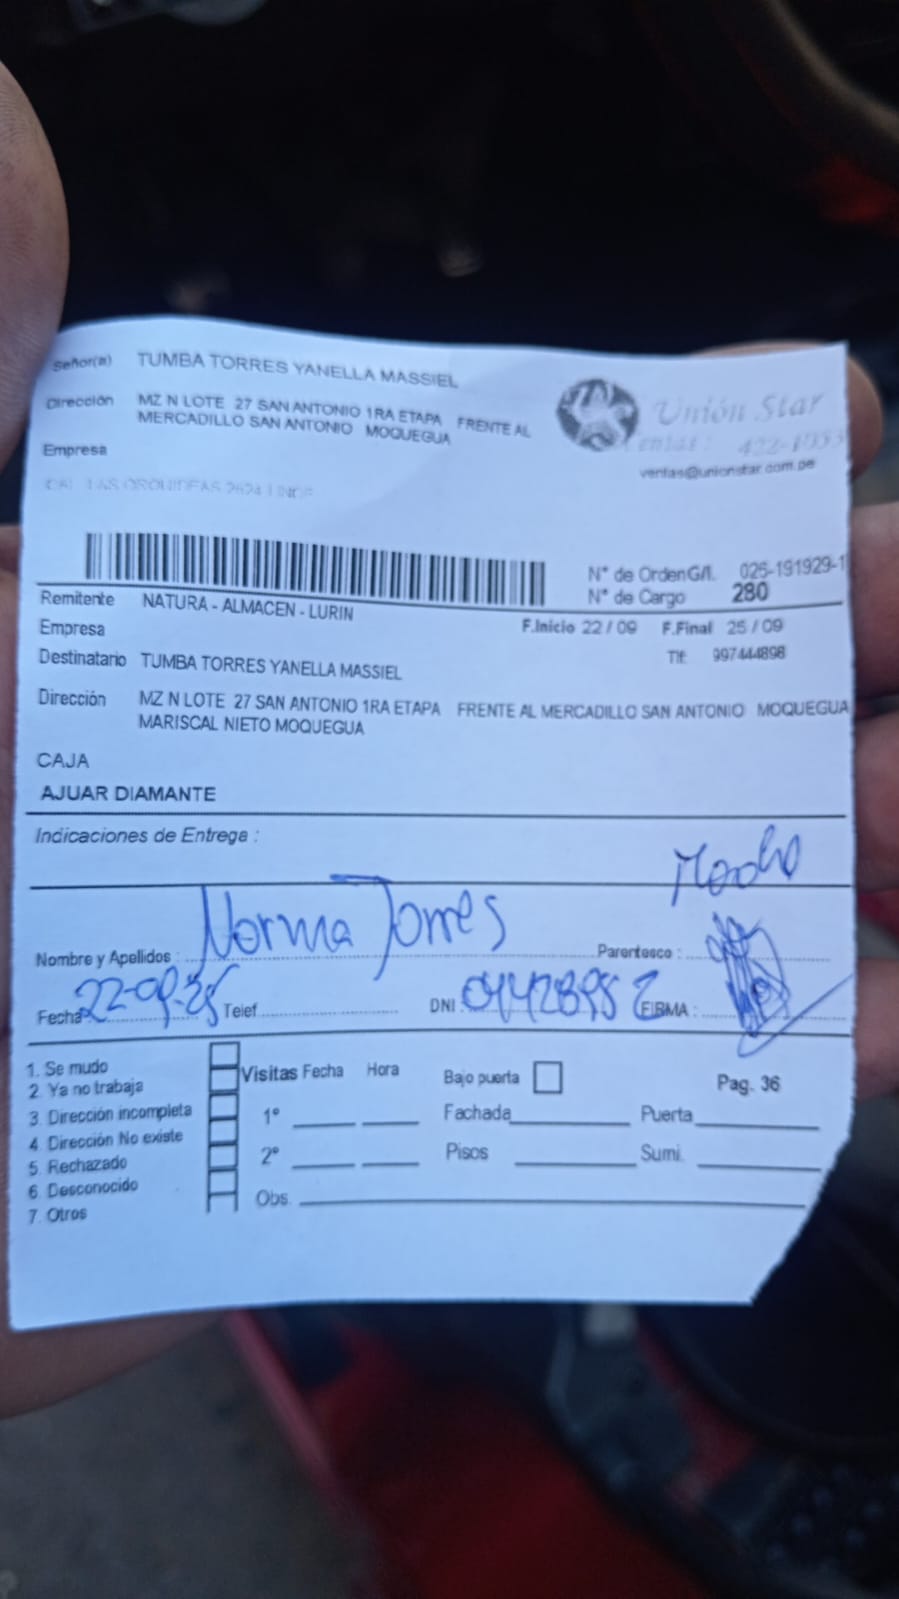 Señor(a) TUMBA TORRES YANELLA MASSIEL
Dirección MZ N LOTE 27 SAN ANTONIO 1RA ETAPA FRENTE AL
MERCADILLO SAN ANTONIO MOQUEGUA
Unión Star
ventas@unionstar.com.pe
Empresa
CAL. LAS ORQUIDEAS 2624 LINCE
N° de Orden G/I. 026-191929-1
N° de Cargo 280
Remitente NATURA - ALMACEN - LURIN
Empresa F.Inicio 22 / 09 F.Final 25 / 09
Destinatario TUMBA TORRES YANELLA MASSIEL Tlf: 997444898
Dirección MZ N LOTE 27 SAN ANTONIO 1RA ETAPA FRENTE AL MERCADILLO SAN ANTONIO MOQUEGUA
MARISCAL NIETO MOQUEGUA
CAJA
AJUAR DIAMANTE
Indicaciones de Entrega :
Nombre y Apellidos : Norma Torres Parentesco :
Fecha 22-09-25 Telef. DNI : FIRMA :
1. Se mudo
2. Ya no trabaja
3. Dirección incompleta
4. Dirección No existe
5. Rechazado
6. Desconocido
7. Otros
Visitas Fecha Hora Bajo puerta Pag. 36
1° Fachada Puerta
2° Pisos Sumi.
Obs.